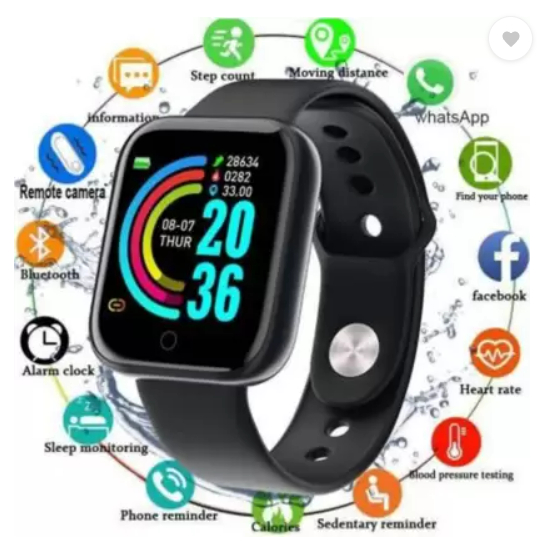 Step count
Moving distance
information
whatsApp
Remote camera
Find your phone
Bluetooth
facebook
Alarm clock
Heart rate
Sleep monitoring
Blood pressure testing
Phone reminder
Calories
Sedentary reminder
28634
0282
33.00
08-07
THUR
20
36